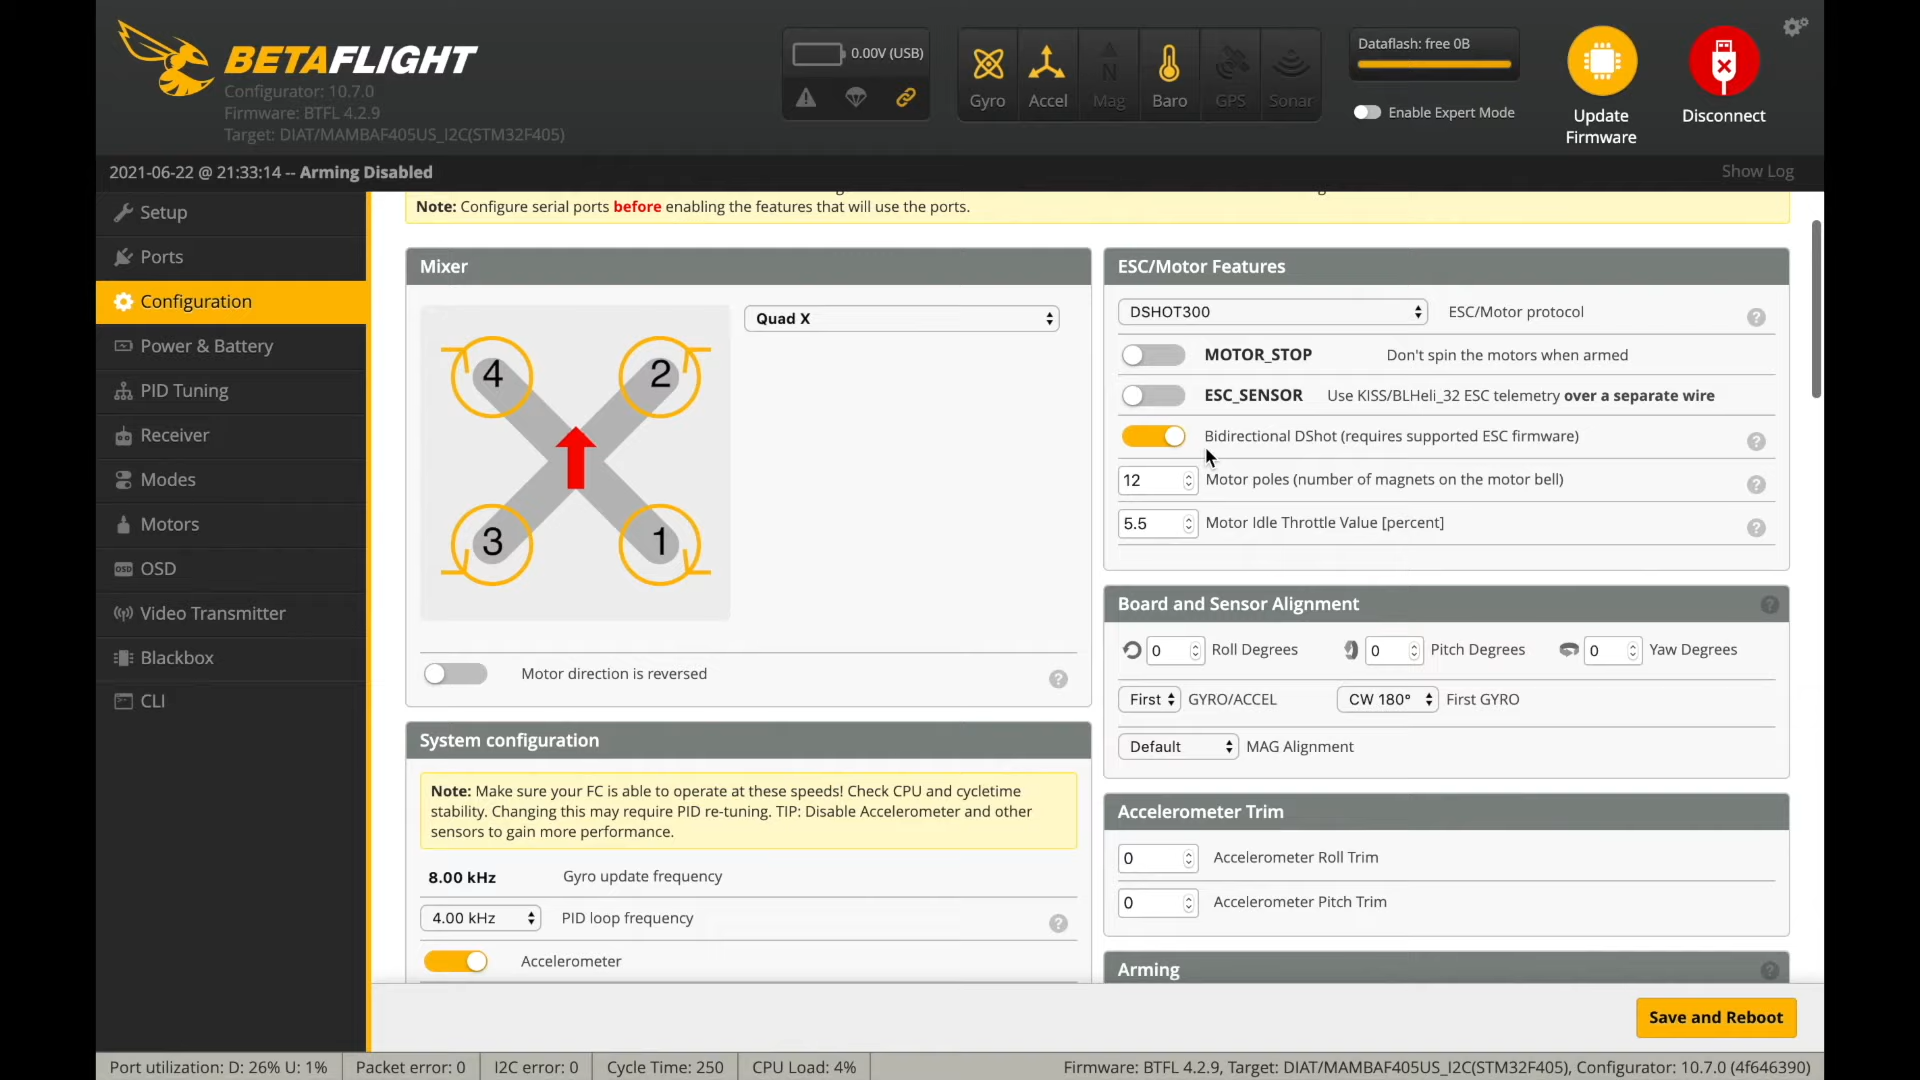 BETAFLIGHT
Configurator: 10.7.0
Firmware: BTFL 4.2.9
Target: DIAT/MAMBAF405US_I2C(STM32F405)
0.00V (USB)
Gyro
Accel
N
Mag
Baro
GPS
Sonar
Dataflash: free 0B
Enable Expert Mode
Update
Firmware
Disconnect
2021-06-22 @ 21:33:14 -- Arming Disabled
Show Log
Setup
Ports
Configuration
Power & Battery
PID Tuning
Receiver
Modes
Motors
OSD
OSD
Video Transmitter
Blackbox
CLI
Note: Configure serial ports before enabling the features that will use the ports.
Mixer
Quad X
4
2
3
1
Motor direction is reversed
?
System configuration
Note: Make sure your FC is able to operate at these speeds! Check CPU and cycletime
stability. Changing this may require PID re-tuning. TIP: Disable Accelerometer and other
sensors to gain more performance.
8.00 kHz Gyro update frequency
4.00 kHz PID loop frequency
?
Accelerometer
ESC/Motor Features
DSHOT300 ESC/Motor protocol
?
MOTOR_STOP Don't spin the motors when armed
ESC_SENSOR Use KISS/BLHeli_32 ESC telemetry over a separate wire
Bidirectional DShot (requires supported ESC firmware)
?
12 Motor poles (number of magnets on the motor bell)
?
5.5 Motor Idle Throttle Value [percent]
?
Board and Sensor Alignment
?
0 Roll Degrees 0 Pitch Degrees 0 Yaw Degrees
First GYRO/ACCEL CW 180° First GYRO
Default MAG Alignment
Accelerometer Trim
0 Accelerometer Roll Trim
0 Accelerometer Pitch Trim
Arming
?
Save and Reboot
Port utilization: D: 26% U: 1% Packet error: 0 I2C error: 0 Cycle Time: 250 CPU Load: 4% Firmware: BTFL 4.2.9, Target: DIAT/MAMBAF405US_I2C(STM32F405), Configurator: 10.7.0 (4f646390)